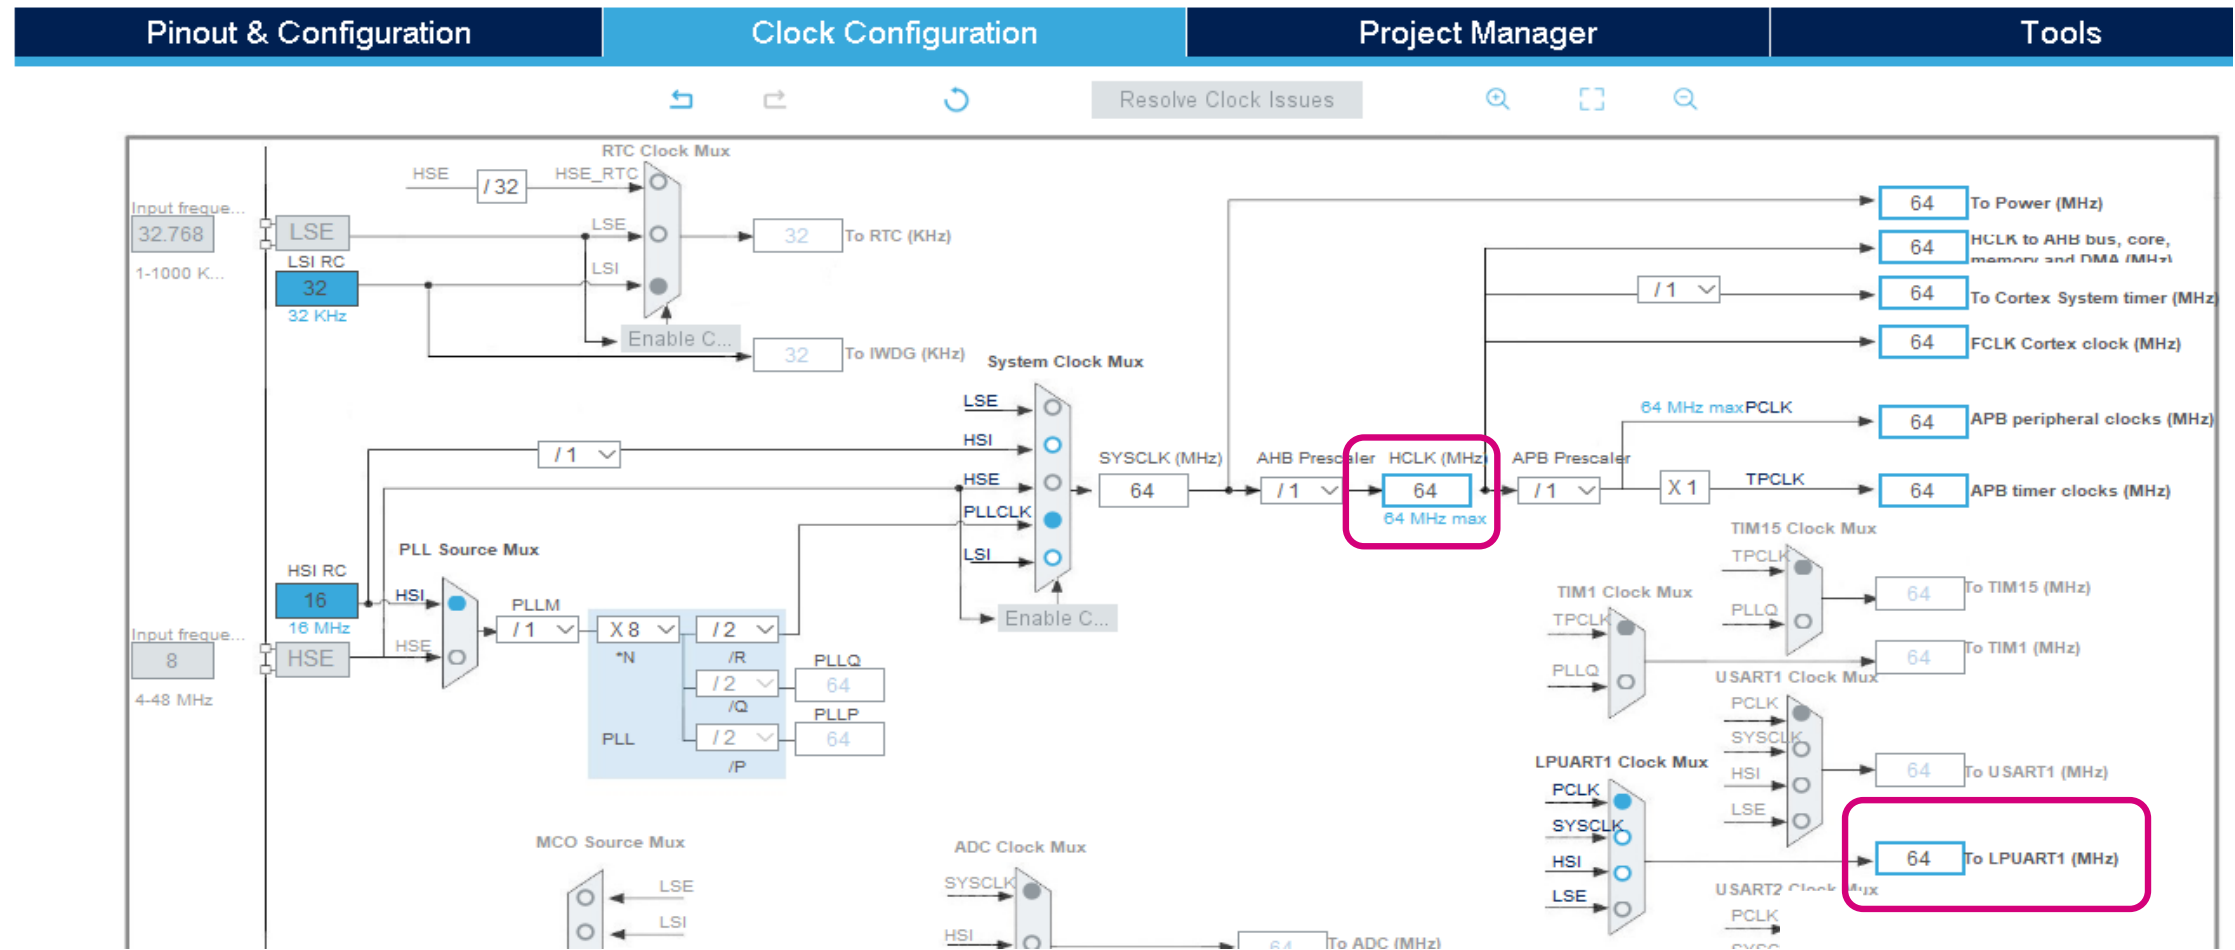 Pinout & Configuration
Clock Configuration
Project Manager
Tools
Resolve Clock Issues
RTC Clock Mux
HSE
/ 32
HSE_RTC
Input freque...
32.768
1-1000 K...
LSE
LSE
LSI RC
32
32 KHz
LSI
32
To RTC (KHz)
Enable C...
32
To IWDG (KHz)
64
To Power (MHz)
64
HCLK to AHB bus, core,
memory and DMA (MHz)
/ 1
64
To Cortex System timer (MHz)
64
FCLK Cortex clock (MHz)
System Clock Mux
LSE
HSI
HSE
PLLCLK
LSI
/ 1
SYSCLK (MHz)
64
AHB Prescaler
/ 1
HCLK (MHz)
64
64 MHz max
APB Prescaler
/ 1
64 MHz max
PCLK
64
APB peripheral clocks (MHz)
X 1
TPCLK
64
APB timer clocks (MHz)
Enable C...
PLL Source Mux
HSI RC
16
16 MHz
HSI
Input freque...
8
4-48 MHz
HSE
HSE
PLLM
/ 1
X 8
*N
/ 2
/R
/ 2
/Q
/ 2
/P
PLL
PLLQ
64
PLLP
64
TIM15 Clock Mux
TPCLK
PLLQ
64
To TIM15 (MHz)
TIM1 Clock Mux
TPCLK
PLLQ
64
To TIM1 (MHz)
USART1 Clock Mux
PCLK
SYSCLK
HSI
LSE
64
To USART1 (MHz)
LPUART1 Clock Mux
PCLK
SYSCLK
HSI
LSE
64
To LPUART1 (MHz)
USART2 Clock Mux
PCLK
MCO Source Mux
LSE
LSI
ADC Clock Mux
SYSCLK
HSI
64
To ADC (MHz)